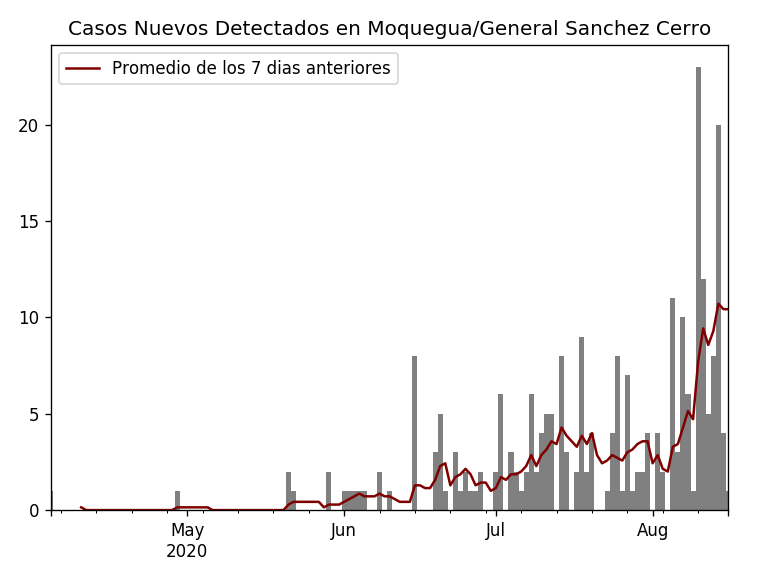 Casos Nuevos Detectados en Moquegua/General Sanchez Cerro
Promedio de los 7 dias anteriores
20
15
10
5
0
May Jun Jul Aug
2020